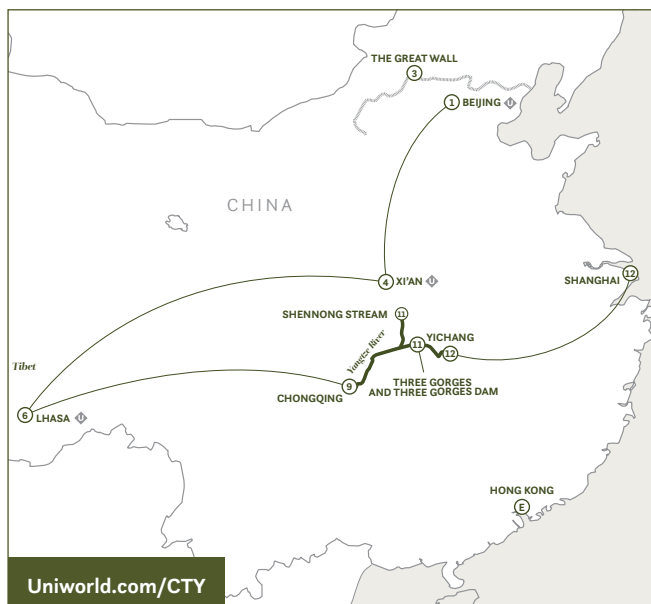 THE GREAT WALL
3
1 BEIJING U
CHINA
4 XI'AN U
12
SHANGHAI
SHENNONG STREAM 11
Yangtze River
YICHANG
11
12
Tibet
9
CHONGQING
THREE GORGES
AND THREE GORGES DAM
6 LHASA U
HONG KONG
E
Uniworld.com/CTY